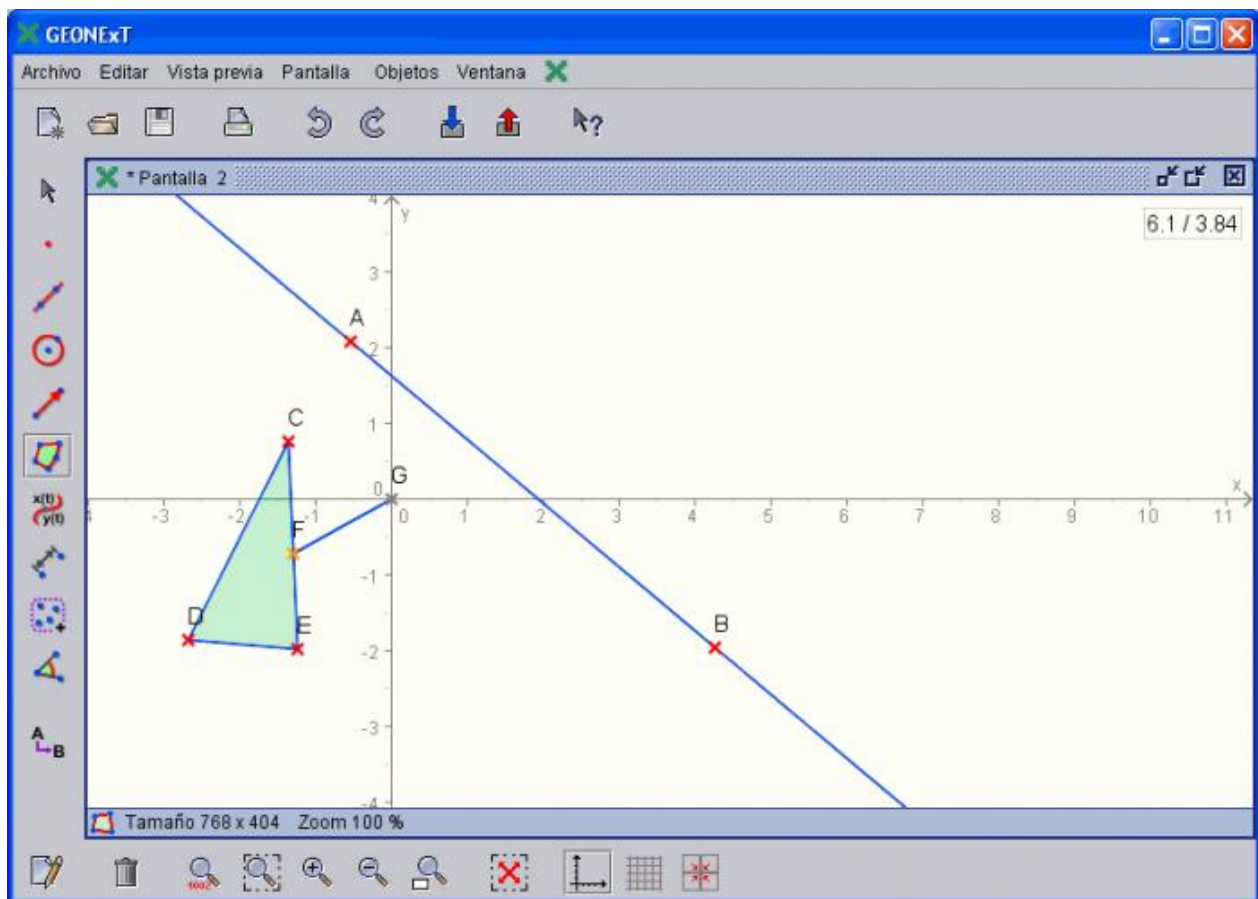 GEONExT
Archivo Editar Vista previa Pantalla Objetos Ventana
?
* Pantalla 2
6.1 / 3.84
4
y
3
A
2
C
1
G
0
x
4 -3 -2 -1 0 1 2 3 4 5 6 7 8 9 10 11
F
-1
D
E
B
-2
-3
-4
x(t)
y(t)
A
B
Tamaño 768 x 404 Zoom 100 %
100%